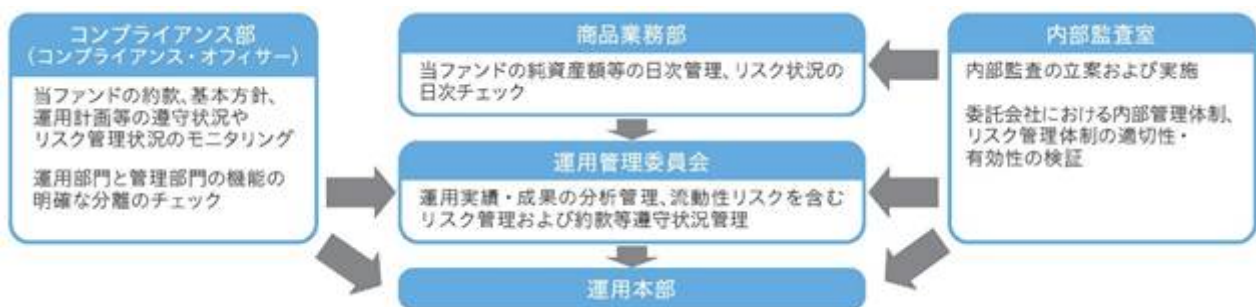 コンプライアンス部
（コンプライアンス・オフィサー）
当ファンドの約款、基本方針、
運用計画等の遵守状況や
リスク管理状況のモニタリング
運用部門と管理部門の機能の
明確な分離のチェック
商品業務部
当ファンドの純資産額等の日次管理、リスク状況の
日次チェック
運用管理委員会
運用実績・成果の分析管理、流動性リスクを含む
リスク管理および約款等遵守状況管理
運用本部
内部監査室
内部監査の立案および実施
委託会社における内部管理体制、
リスク管理体制の適切性・
有効性の検証